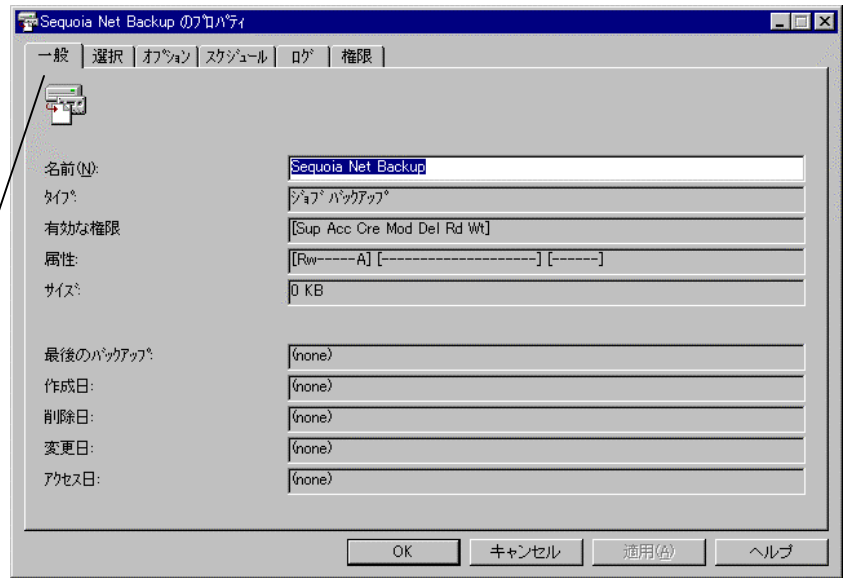 Sequoia Net Backup のﾌﾟﾛﾊﾟﾃｨ
一般 選択 ｵﾌﾟｼｮﾝ ｽｹｼﾞｭｰﾙ ﾛｸﾞ 権限
名前(N): Sequoia Net Backup
ﾀｲﾌﾟ: ｼﾞｮﾌﾞ ﾊﾞｯｸｱｯﾌﾟ
有効な権限 [Sup Acc Cre Mod Del Rd Wt]
属性: [Rw-----A] [--------------------] [------]
ｻｲｽﾞ: 0 KB
最後のﾊﾞｯｸｱｯﾌﾟ: (none)
作成日: (none)
削除日: (none)
変更日: (none)
ｱｸｾｽ日: (none)
OK キャンセル 適用(A) ヘルプ